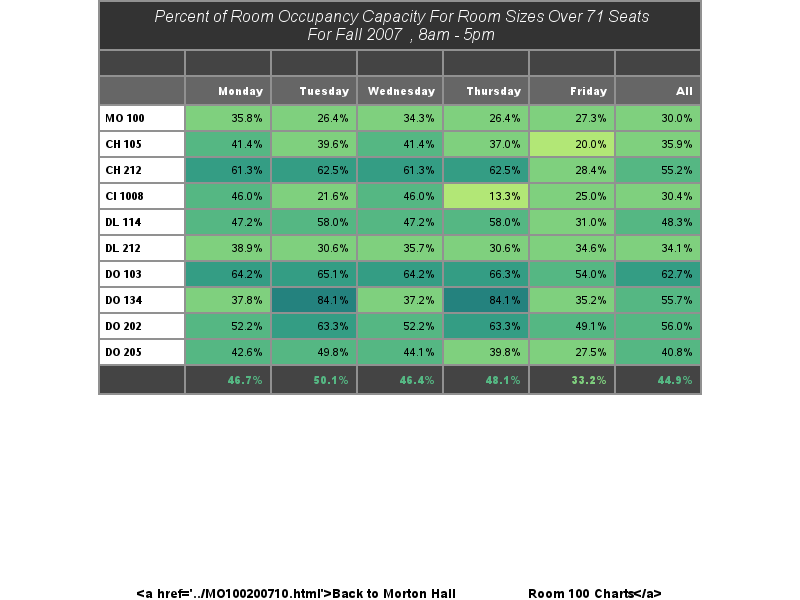 Percent of Room Occupancy Capacity For Room Sizes Over 71 Seats
For Fall 2007 , 8am - 5pm
Monday Tuesday Wednesday Thursday Friday All
MO 100 35.8% 26.4% 34.3% 26.4% 27.3% 30.0%
CH 105 41.4% 39.6% 41.4% 37.0% 20.0% 35.9%
CH 212 61.3% 62.5% 61.3% 62.5% 28.4% 55.2%
CI 1008 46.0% 21.6% 46.0% 13.3% 25.0% 30.4%
DL 114 47.2% 58.0% 47.2% 58.0% 31.0% 48.3%
DL 212 38.9% 30.6% 35.7% 30.6% 34.6% 34.1%
DO 103 64.2% 65.1% 64.2% 66.3% 54.0% 62.7%
DO 134 37.8% 84.1% 37.2% 84.1% 35.2% 55.7%
DO 202 52.2% 63.3% 52.2% 63.3% 49.1% 56.0%
DO 205 42.6% 49.8% 44.1% 39.8% 27.5% 40.8%
46.7% 50.1% 46.4% 48.1% 33.2% 44.9%
<a href='../MO100200710.html'>Back to Morton Hall Room 100 Charts</a>